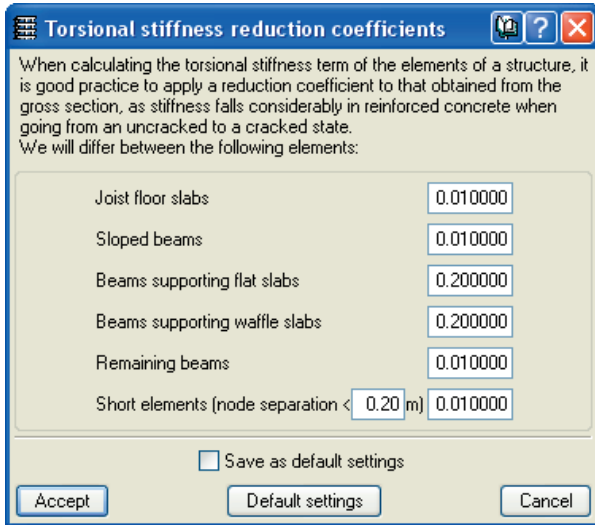 Torsional stiffness reduction coefficients
When calculating the torsional stiffness term of the elements of a structure, it
is good practice to apply a reduction coefficient to that obtained from the
gross section, as stiffness falls considerably in reinforced concrete when
going from an uncracked to a cracked state.
We will differ between the following elements:
Joist floor slabs 0.010000
Sloped beams 0.010000
Beams supporting flat slabs 0.200000
Beams supporting waffle slabs 0.200000
Remaining beams 0.010000
Short elements (node separation < 0.20 m) 0.010000
Save as default settings
Accept Default settings Cancel